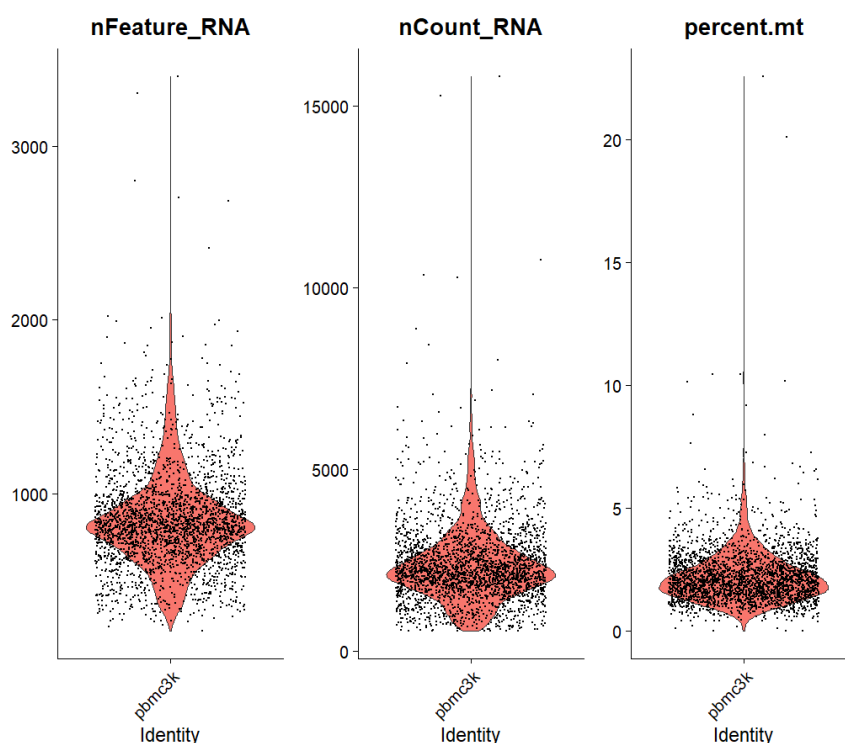 nFeature_RNA
3000
2000
1000
pbmc3k
Identity
nCount_RNA
15000
10000
5000
0
pbmc3k
Identity
percent.mt
20
15
10
5
0
pbmc3k
Identity